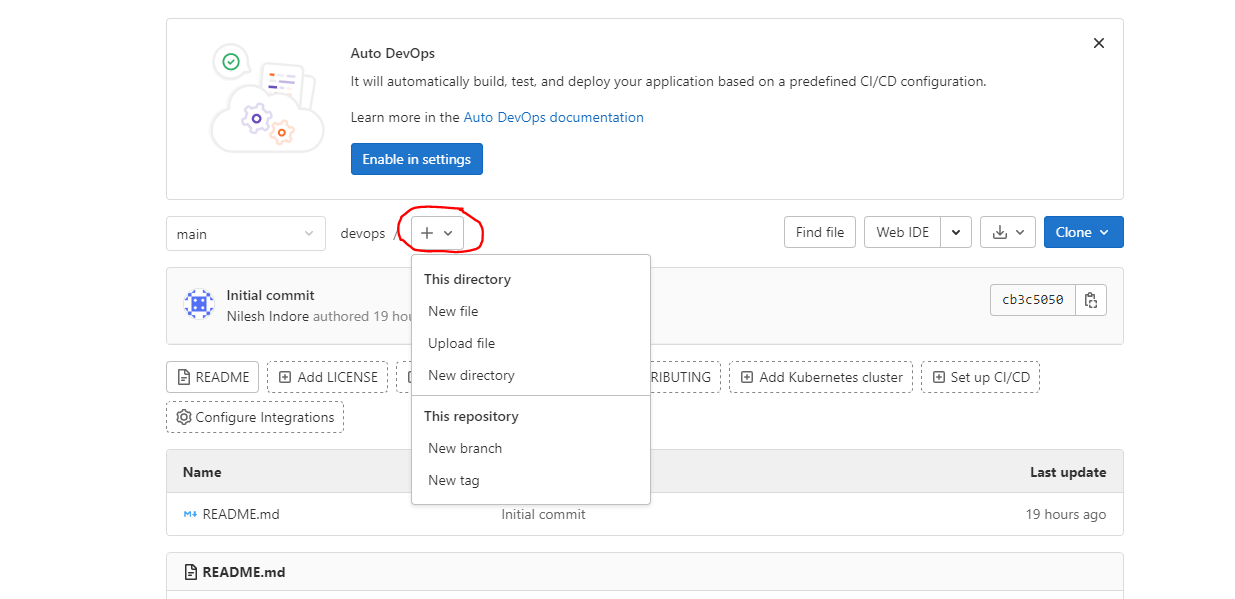 Auto DevOps
It will automatically build, test, and deploy your application based on a predefined CI/CD configuration.
Learn more in the Auto DevOps documentation
Enable in settings
main
devops /
Find file
Web IDE
Clone
This directory
New file
Upload file
New directory
This repository
New branch
New tag
Initial commit
Nilesh Indore authored 19
cb3c5050
README
Add LICENSE
Add Kubernetes cluster
Set up CI/CD
Configure Integrations
Name
Last update
README.md
Initial commit
19 hours ago
README.md